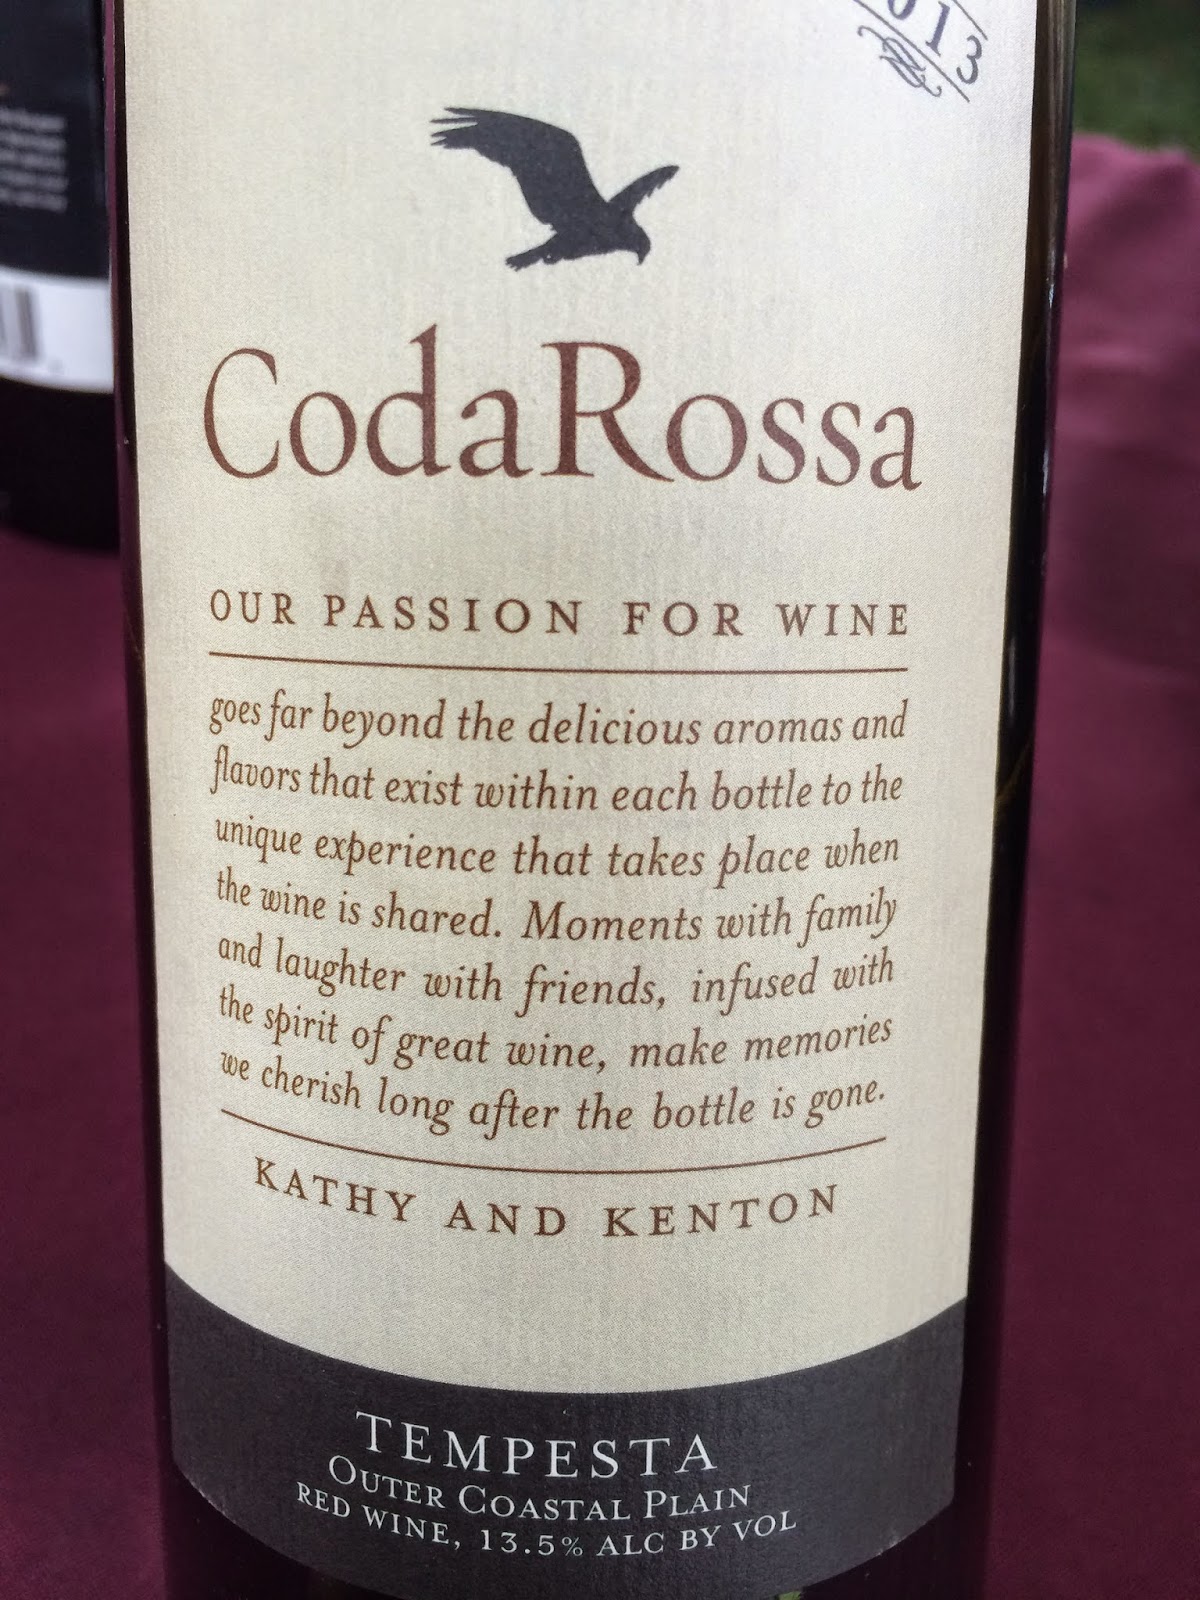 013
CodaRossa
OUR PASSION FOR WINE
goes far beyond the delicious aromas and
flavors that exist within each bottle to the
unique experience that takes place when
the wine is shared. Moments with family
and laughter with friends, infused with
the spirit of great wine, make memories
we cherish long after the bottle is gone.
KATHY AND KENTON
TEMPESTA
OUTER COASTAL PLAIN
RED WINE, 13.5% ALC BY VOL